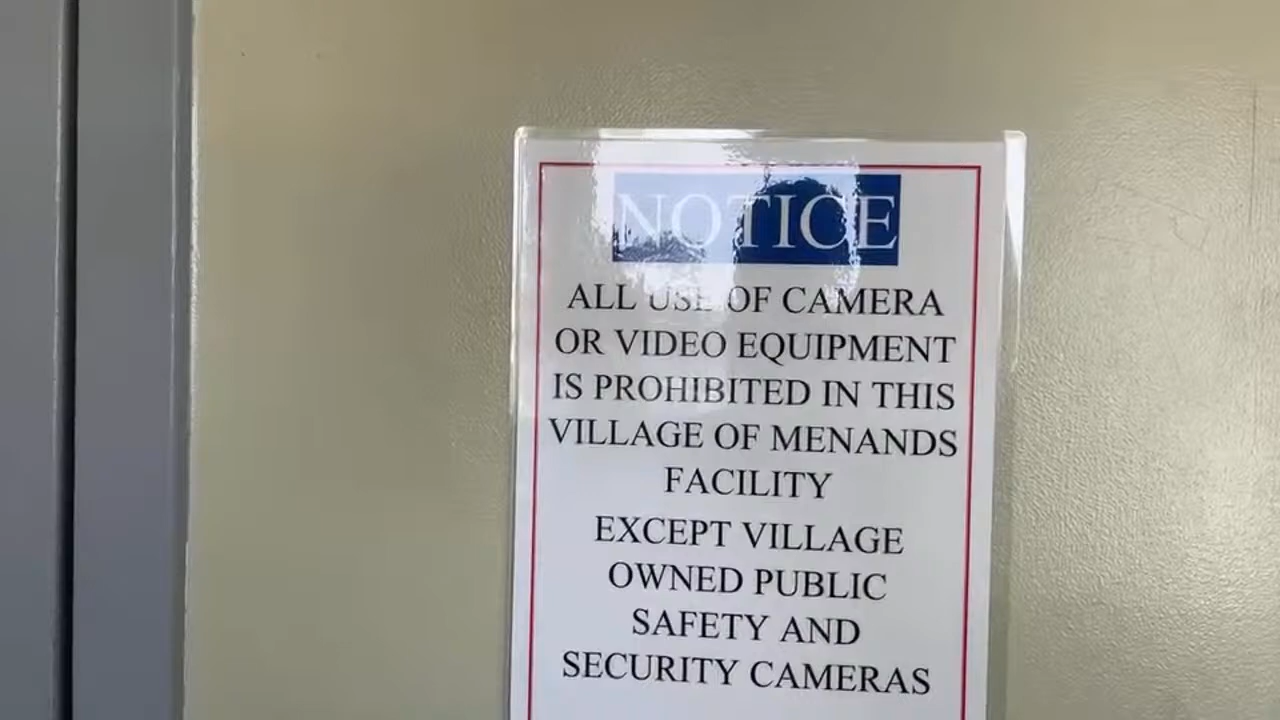 NOTICE
ALL USE OF CAMERA
OR VIDEO EQUIPMENT
IS PROHIBITED IN THIS
VILLAGE OF MENANDS
FACILITY
EXCEPT VILLAGE
OWNED PUBLIC
SAFETY AND
SECURITY CAMERAS